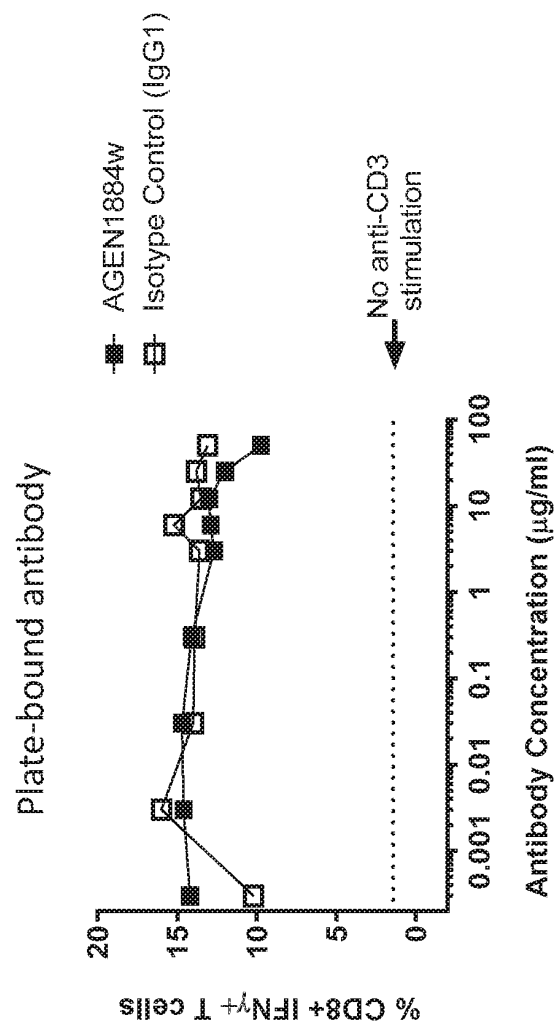 Plate-bound antibody
AGEN1884w
Isotype Control (IgG1)
% CD8+ IFNγ+ T cells
20
15
10
5
0
No anti-CD3
stimulation
0.001
0.01
0.1
1
10
100
Antibody Concentration (μg/ml)